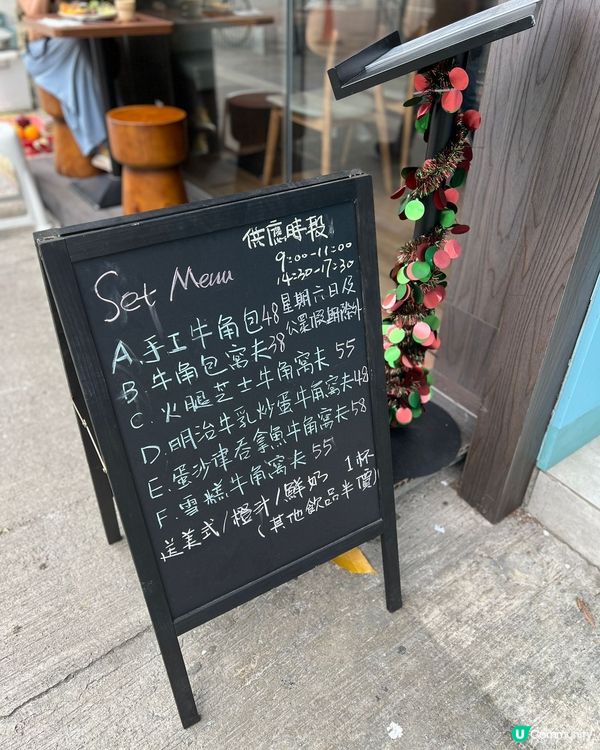 供應時段
9:00-11:00
14:30-17:30
星期六日及
公眾假期除外
Set Menu
A. 手工牛角包 48
B. 牛角包窩夫 38
C. 火腿芝士牛角窩夫 55
D. 明治牛乳炒蛋牛角窩夫 48
E. 蛋沙律吞拿魚牛角窩夫 58
F. 雪糕牛角窩夫 55
送美式/橙汁/鮮奶 1杯
(其他飲品半價)
U Community